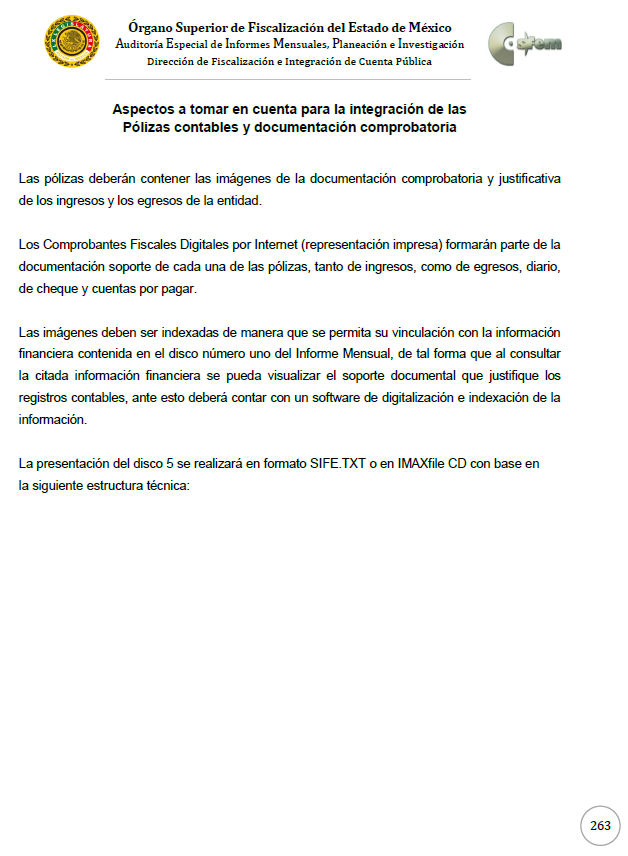 Órgano Superior de Fiscalización del Estado de México
Auditoría Especial de Informes Mensuales, Planeación e Investigación
Dirección de Fiscalización e Integración de Cuenta Pública
osfem
Aspectos a tomar en cuenta para la integración de las
Pólizas contables y documentación comprobatoria
Las pólizas deberán contener las imágenes de la documentación comprobatoria y justificativa
de los ingresos y los egresos de la entidad.
Los Comprobantes Fiscales Digitales por Internet (representación impresa) formarán parte de la
documentación soporte de cada una de las pólizas, tanto de ingresos, como de egresos, diario,
de cheque y cuentas por pagar.
Las imágenes deben ser indexadas de manera que se permita su vinculación con la información
financiera contenida en el disco número uno del Informe Mensual, de tal forma que al consultar
la citada información financiera se pueda visualizar el soporte documental que justifique los
registros contables, ante esto deberá contar con un software de digitalización e indexación de la
información.
La presentación del disco 5 se realizará en formato SIFE.TXT o en IMAXfile CD con base en
la siguiente estructura técnica:
263